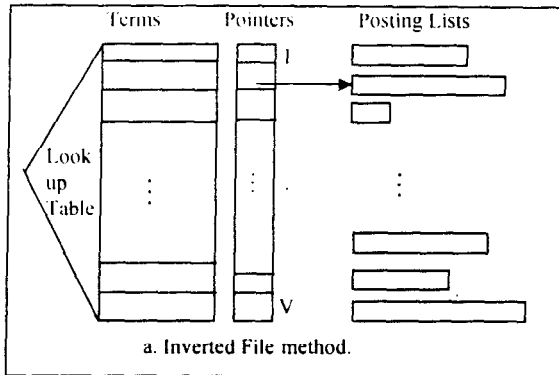 Terms Pointers Posting Lists
1
Look
up
Table
V
a. Inverted File method.